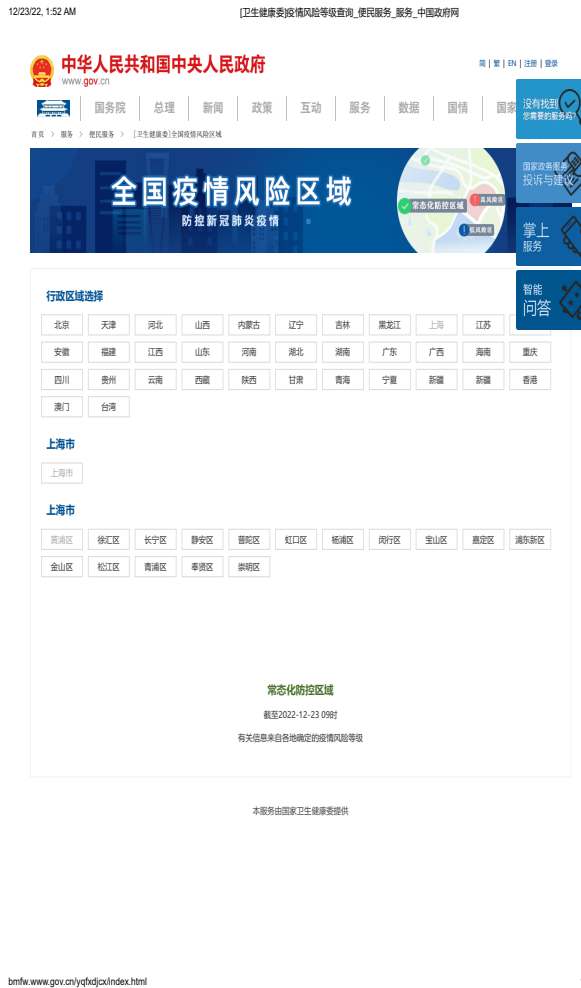 12/23/22, 1:52 AM [卫生健康委]疫情风险等级查询_便民服务_服务_中国政府网
中华人民共和国中央人民政府
www.gov.cn
简 | 繁 | EN | 注册 | 登录
国务院 总理 新闻 政策 互动 服务 数据 国情 国家
首页 > 服务 > 便民服务 > [卫生健康委]全国疫情风险区域
没有找到
您需要的服务吗?
国家政务服务
投诉与建议
掌上
服务
智能
问答
全国疫情风险区域
防控新冠肺炎疫情
常态化防控区域
高风险区
低风险区
行政区域选择
北京 天津 河北 山西 内蒙古 辽宁 吉林 黑龙江 上海 江苏
安徽 福建 江西 山东 河南 湖北 湖南 广东 广西 海南 重庆
四川 贵州 云南 西藏 陕西 甘肃 青海 宁夏 新疆 新疆 香港
澳门 台湾
上海市
上海市
上海市
黄浦区 徐汇区 长宁区 静安区 普陀区 虹口区 杨浦区 闵行区 宝山区 嘉定区 浦东新区
金山区 松江区 青浦区 奉贤区 崇明区
常态化防控区域
截至2022-12-23 09时
有关信息来自各地确定的疫情风险等级
本服务由国家卫生健康委提供
bmfw.www.gov.cn/yqfxdjcx/index.html